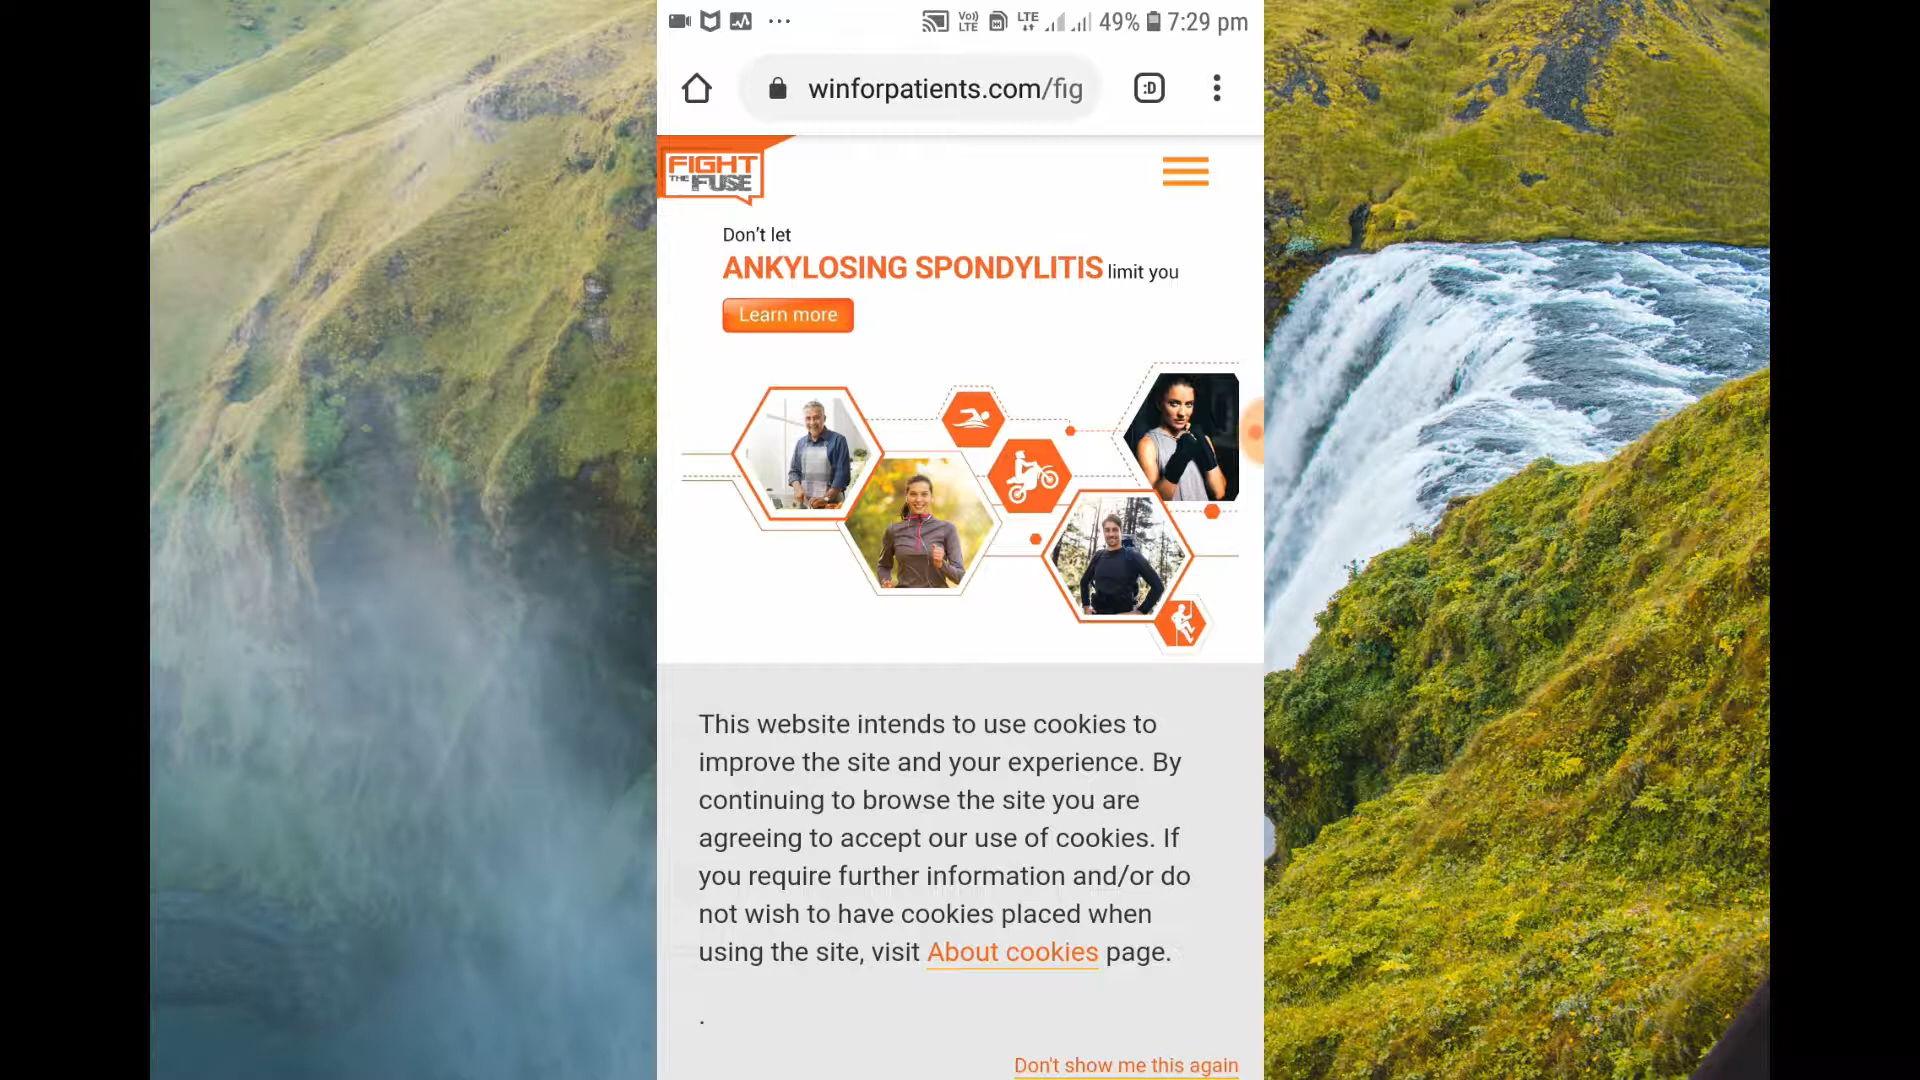 Vo)) LTE LTE 49% 7:29 pm
winforpatients.com/fig :D
FIGHT
THE FUSE
Don't let
ANKYLOSING SPONDYLITIS limit you
Learn more
This website intends to use cookies to
improve the site and your experience. By
continuing to browse the site you are
agreeing to accept our use of cookies. If
you require further information and/or do
not wish to have cookies placed when
using the site, visit About cookies page.
.
Don't show me this again